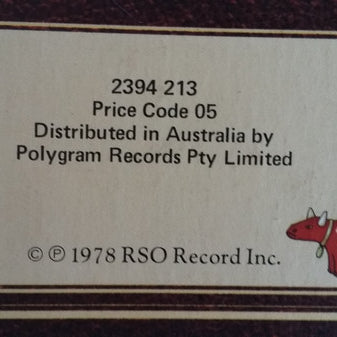 2394 213
Price Code 05
Distributed in Australia by
Polygram Records Pty Limited
© ℗ 1978 RSO Record Inc.